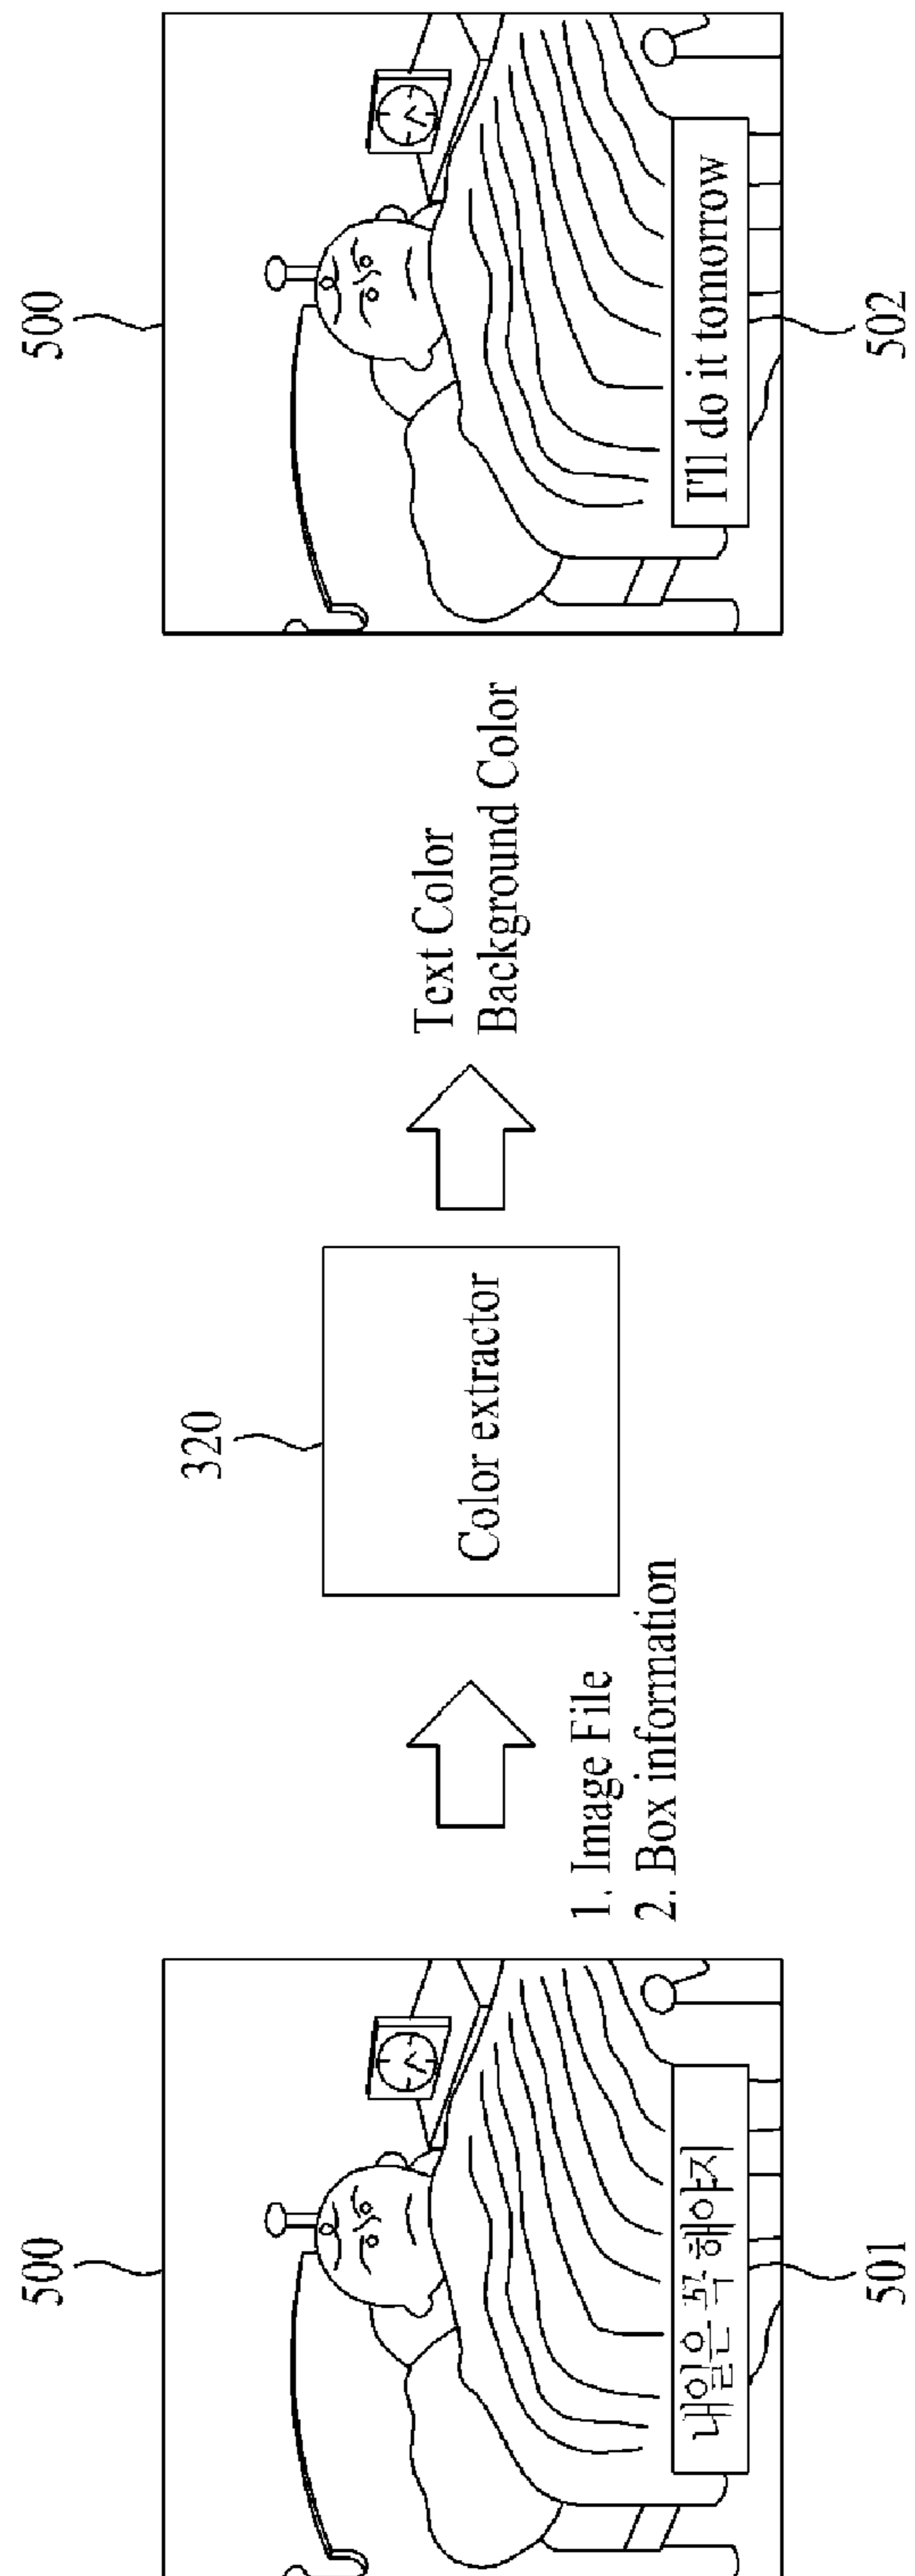 500
내일은 꼭 해야지
501
1. Image File
2. Box information
320
Color extractor
Text Color
Background Color
500
I'll do it tomorrow
502